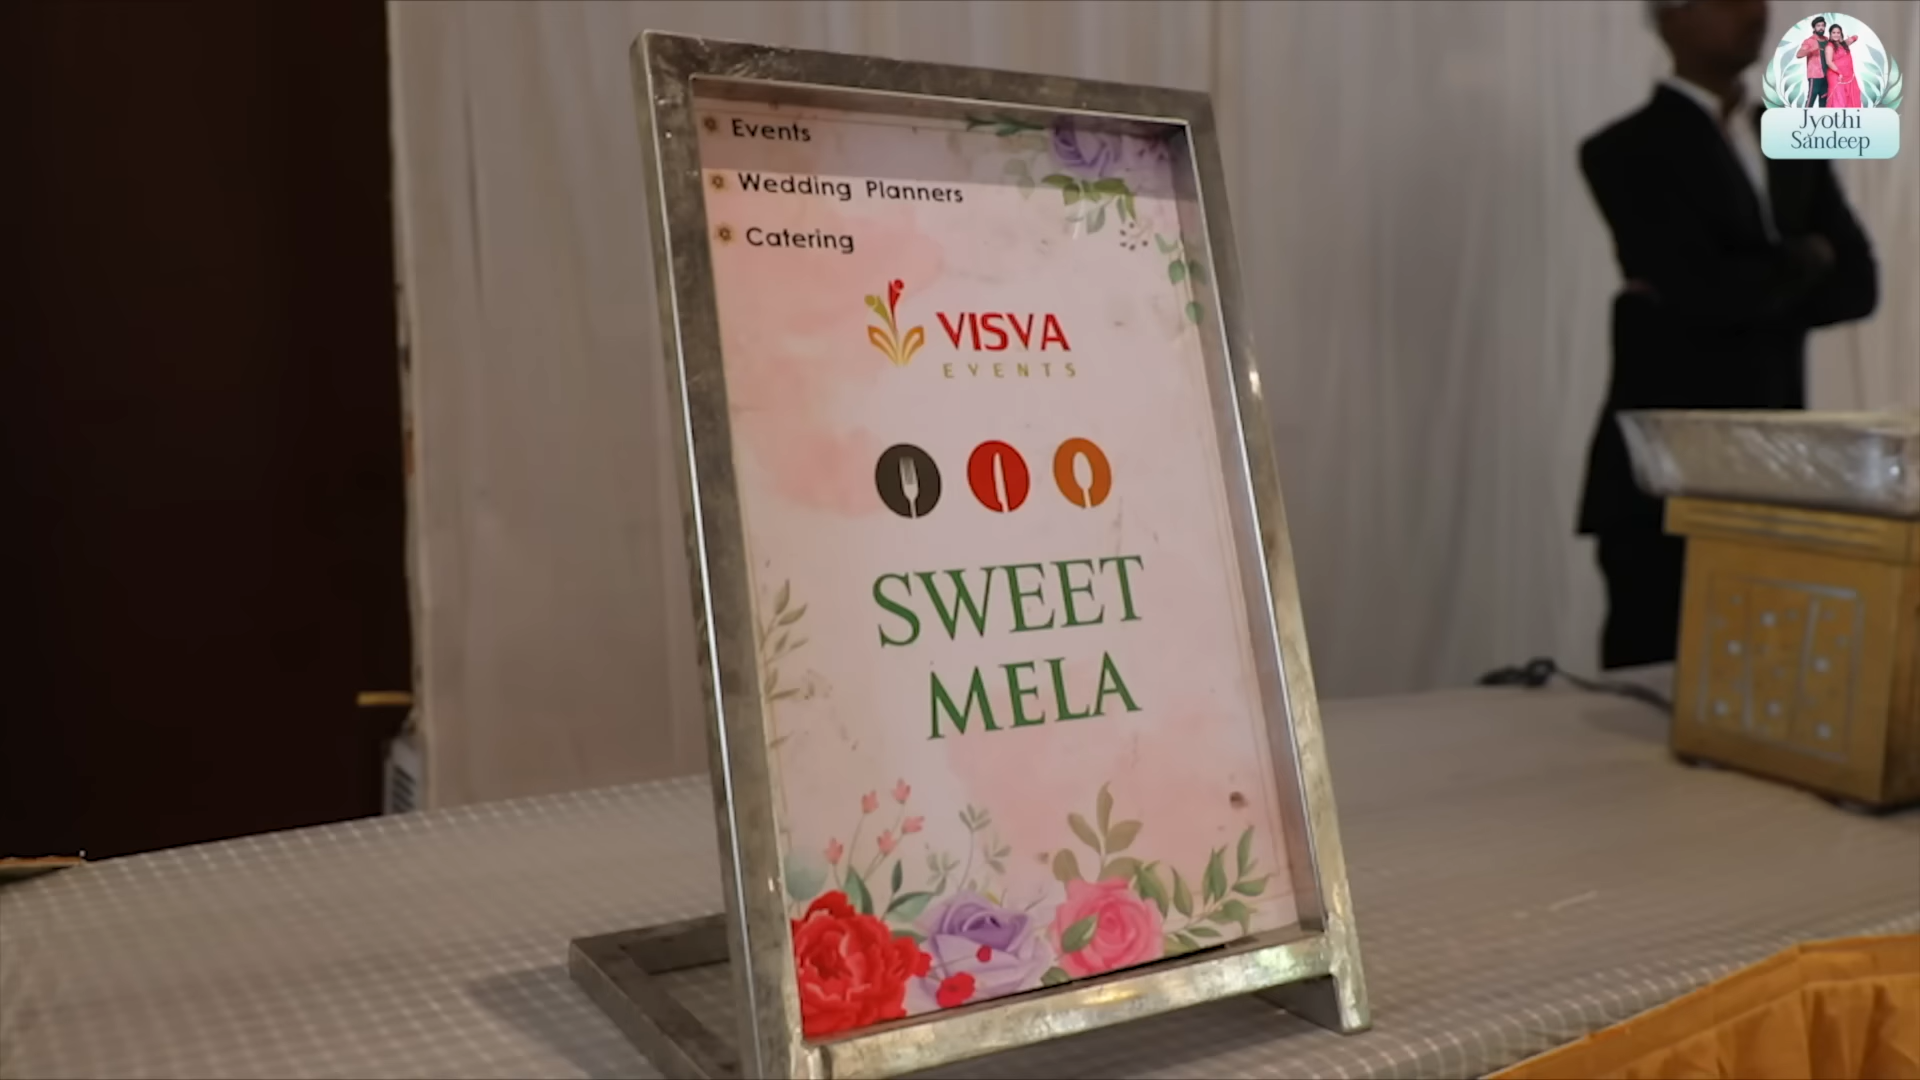 Events
Wedding Planners
Catering
VISVA
EVENTS
SWEET
MELA
Jyothi
Sandeep